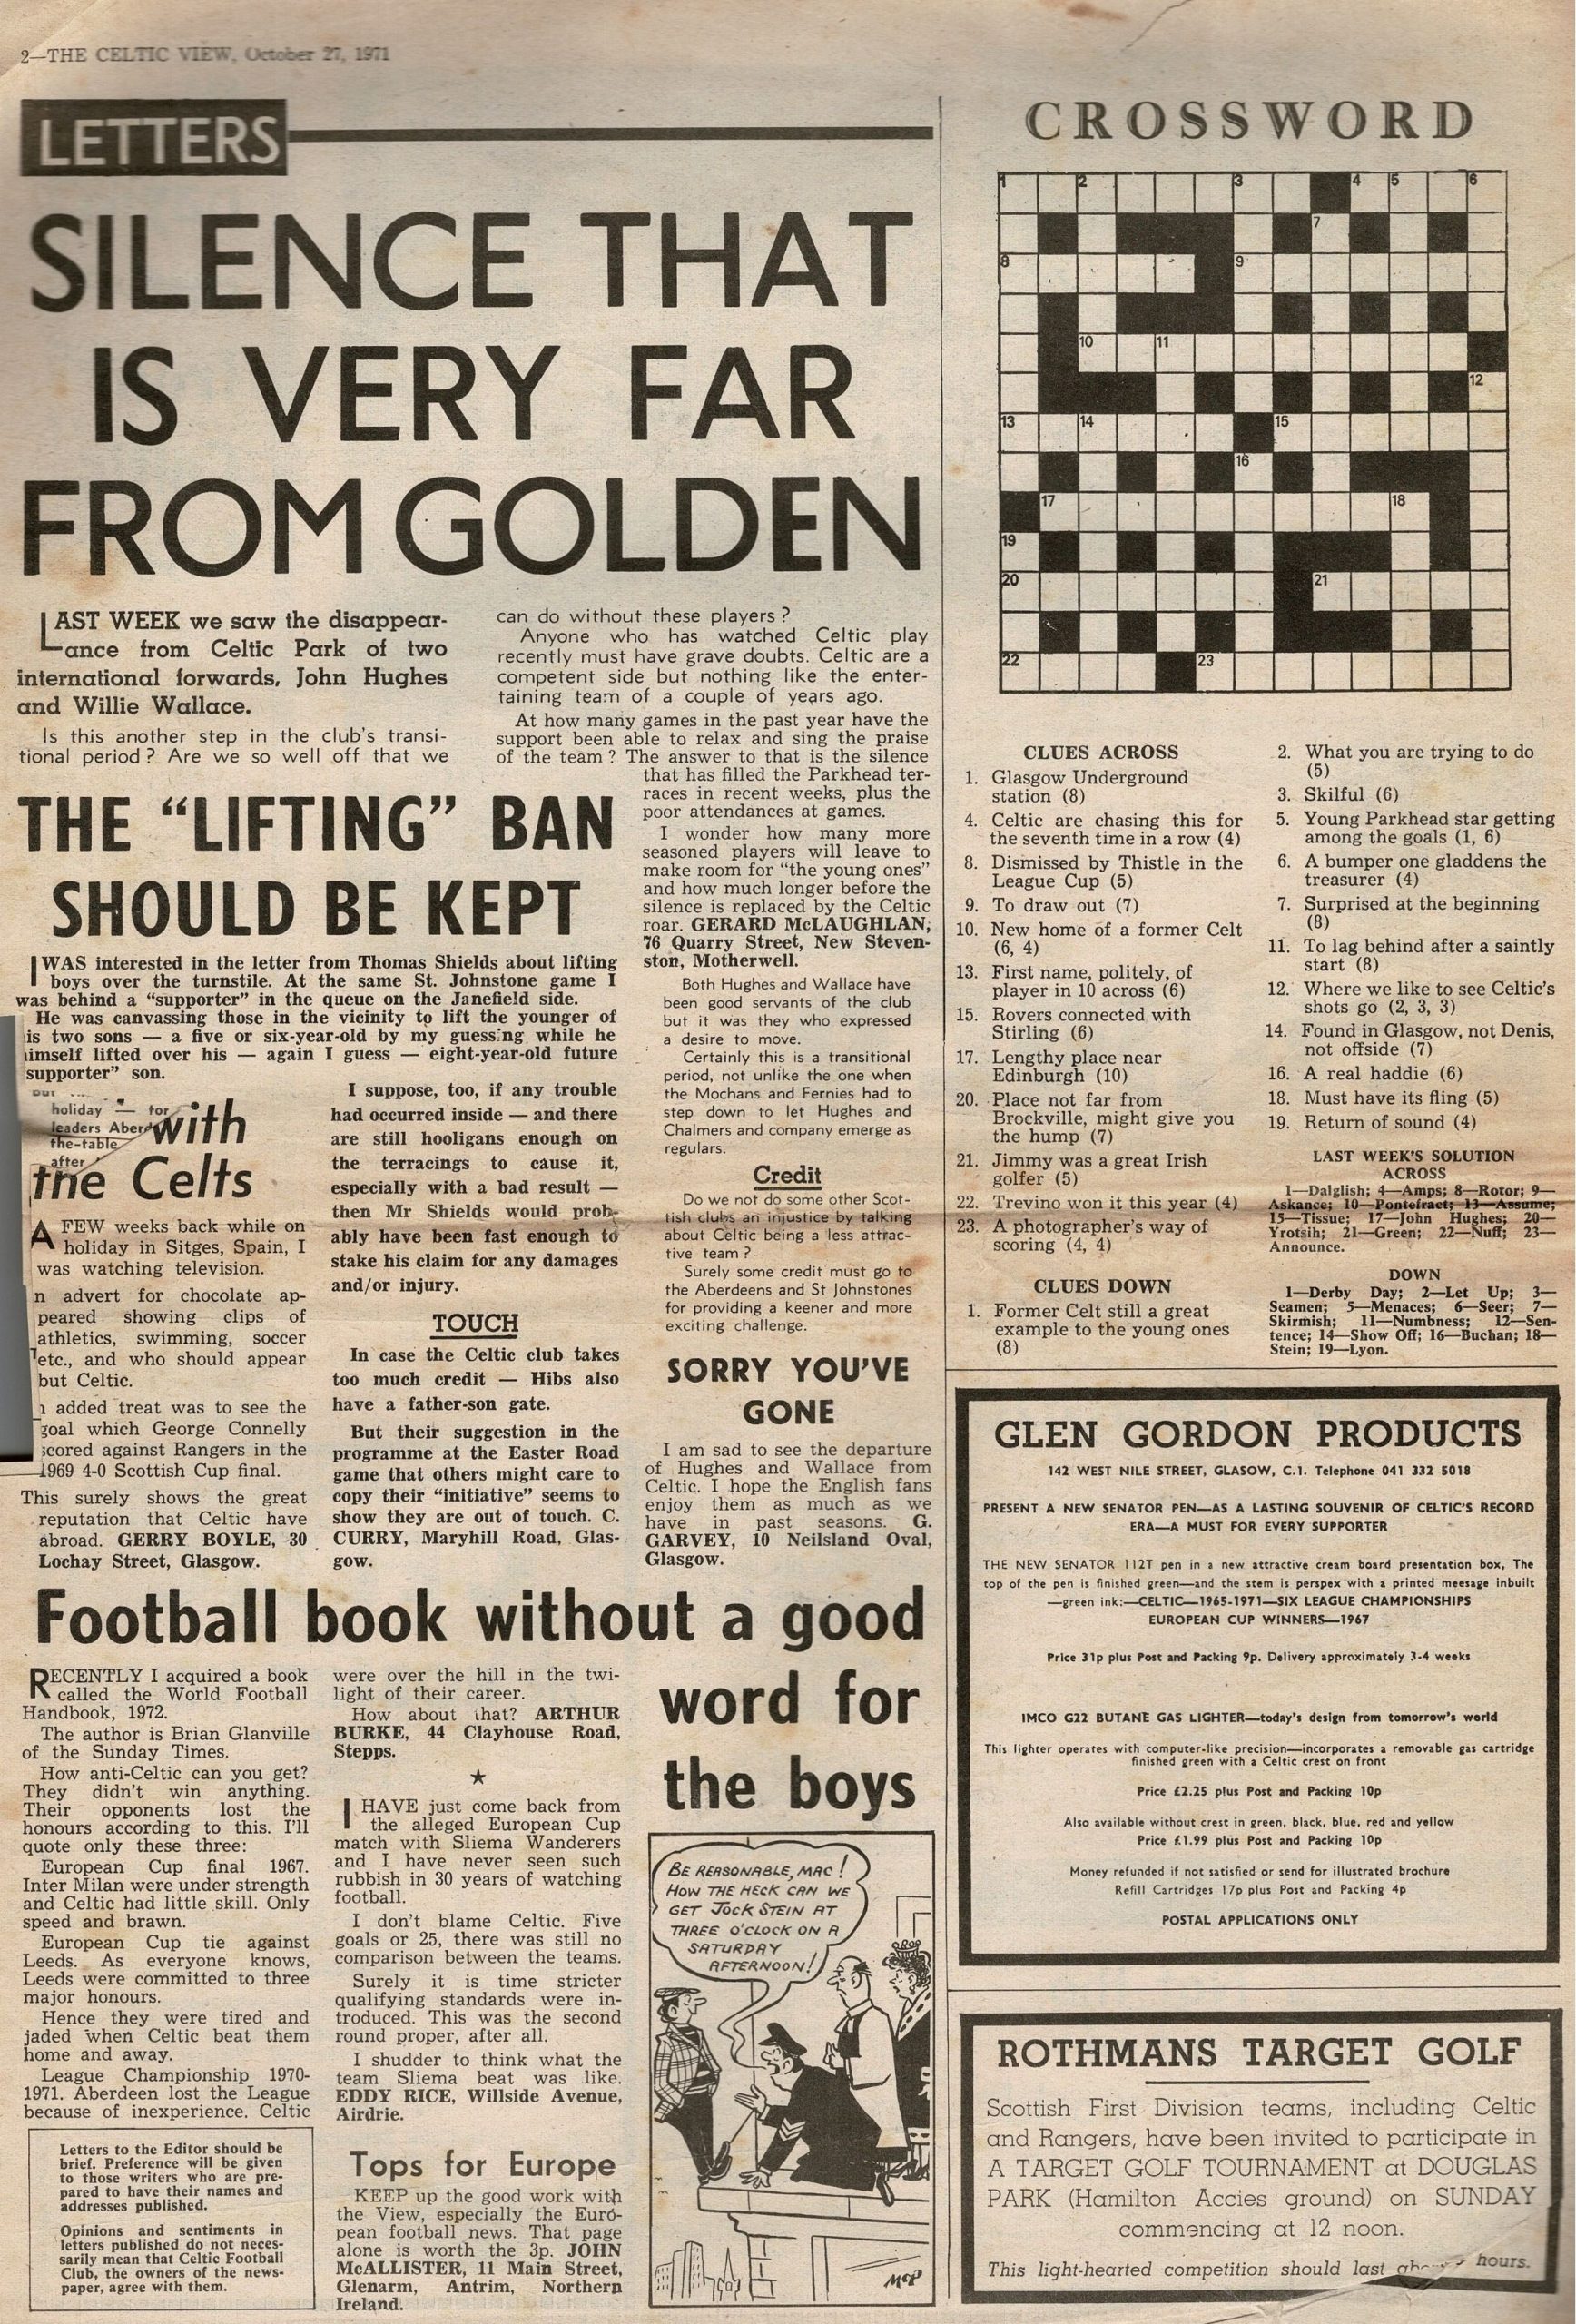 2—THE CELTIC VIEW, October 27, 1971
LETTERS
SILENCE THAT
IS VERY FAR
FROM GOLDEN
LAST WEEK we saw the disappear-
ance from Celtic Park of two
international forwards, John Hughes
and Willie Wallace.
Is this another step in the club's transi-
tional period? Are we so well off that we
can do without these players?
Anyone who has watched Celtic play
recently must have grave doubts. Celtic are a
competent side but nothing like the enter-
taining team of a couple of years ago.
At how many games in the past year have the
support been able to relax and sing the praise
of the team? The answer to that is the silence
that has filled the Parkhead ter-
races in recent weeks, plus the
poor attendances at games.
I wonder how many more
seasoned players will leave to
make room for "the young ones"
and how much longer before the
silence is replaced by the Celtic
roar. GERARD McLAUGHLAN,
76 Quarry Street, New Steven-
ston, Motherwell.
Both Hughes and Wallace have
been good servants of the club
but it was they who expressed
a desire to move.
Certainly this is a transitional
period, not unlike the one when
the Mochans and Fernies had to
step down to let Hughes and
Chalmers and company emerge as
regulars.
Credit
Do we not do some other Scot-
tish clubs an injustice by talking
about Celtic being a less attrac-
tive team?
Surely some credit must go to
the Aberdeens and St Johnstones
for providing a keener and more
exciting challenge.
THE "LIFTING" BAN
SHOULD BE KEPT
I WAS interested in the letter from Thomas Shields about lifting
boys over the turnstile. At the same St. Johnstone game I
was behind a "supporter" in the queue on the Janefield side.
He was canvassing those in the vicinity to lift the younger of
is two sons — a five or six-year-old by my guessing while he
imself lifted over his — again I guess — eight-year-old future
supporter" son.
I suppose, too, if any trouble
had occurred inside — and there
are still hooligans enough on
the terracings to cause it,
especially with a bad result —
then Mr Shields would prob-
ably have been fast enough to
stake his claim for any damages
and/or injury.
TOUCH
In case the Celtic club takes
too much credit — Hibs also
have a father-son gate.
But their suggestion in the
programme at the Easter Road
game that others might care to
copy their "initiative" seems to
show they are out of touch. C.
CURRY, Maryhill Road, Glas-
gow.
holiday — for
leaders Aber
the-table
after
with
the Celts
A FEW weeks back while on
holiday in Sitges, Spain, I
was watching television.
n advert for chocolate ap-
peared showing clips of
athletics, swimming, soccer
etc., and who should appear
but Celtic.
added treat was to see the
goal which George Connelly
scored against Rangers in the
1969 4-0 Scottish Cup final.
This surely shows the great
reputation that Celtic have
abroad. GERRY BOYLE, 30
Lochay Street, Glasgow.
SORRY YOU'VE
GONE
I am sad to see the departure
of Hughes and Wallace from
Celtic. I hope the English fans
enjoy them as much as we
have in past seasons. G.
GARVEY, 10 Neilsland Oval,
Glasgow.
Football book without a good
word for
the boys
RECENTLY I acquired a book
called the World Football
Handbook, 1972.
The author is Brian Glanville
of the Sunday Times.
How anti-Celtic can you get?
They didn't win anything.
Their opponents lost the
honours according to this. I'll
quote only these three:
European Cup final 1967.
Inter Milan were under strength
and Celtic had little skill. Only
speed and brawn.
European Cup tie against
Leeds. As everyone knows,
Leeds were committed to three
major honours.
Hence they were tired and
jaded when Celtic beat them
home and away.
League Championship 1970-
1971. Aberdeen lost the League
because of inexperience. Celtic
were over the hill in the twi-
light of their career.
How about that? ARTHUR
BURKE, 44 Clayhouse Road,
Stepps.
I HAVE just come back from
the alleged European Cup
match with Sliema Wanderers
and I have never seen such
rubbish in 30 years of watching
football.
I don't blame Celtic. Five
goals or 25, there was still no
comparison between the teams.
Surely it is time stricter
qualifying standards were in-
troduced. This was the second
round proper, after all.
I shudder to think what the
team Sliema beat was like.
EDDY RICE, Willside Avenue,
Airdrie.
Tops for Europe
KEEP up the good work with
the View, especially the Euro-
pean football news. That page
alone is worth the 3p. JOHN
McALLISTER, 11 Main Street,
Glenarm, Antrim, Northern
Ireland.
Letters to the Editor should be
brief. Preference will be given
to those writers who are pre-
pared to have their names and
addresses published.
Opinions and sentiments in
letters published do not neces-
sarily mean that Celtic Football
Club, the owners of the news-
paper, agree with them.
BE REASONABLE, MAC!
HOW THE HECK CAN WE
GET JOCK STEIN AT
THREE O'CLOCK ON A
SATURDAY
AFTERNOON!
McP
CROSSWORD
1 2 3 4 5 6
7
8 9
10 11
12
13 14 15
16
17 18
19
20 21
22 23
CLUES ACROSS
1. Glasgow Underground
station (8)
4. Celtic are chasing this for
the seventh time in a row (4)
8. Dismissed by Thistle in the
League Cup (5)
9. To draw out (7)
10. New home of a former Celt
(6, 4)
13. First name, politely, of
player in 10 across (6)
15. Rovers connected with
Stirling (6)
17. Lengthy place near
Edinburgh (10)
20. Place not far from
Brockville, might give you
the hump (7)
21. Jimmy was a great Irish
golfer (5)
22. Trevino won it this year (4)
23. A photographer's way of
scoring (4, 4)
CLUES DOWN
1. Former Celt still a great
example to the young ones
(8)
2. What you are trying to do
(5)
3. Skilful (6)
5. Young Parkhead star getting
among the goals (1, 6)
6. A bumper one gladdens the
treasurer (4)
7. Surprised at the beginning
(8)
11. To lag behind after a saintly
start (8)
12. Where we like to see Celtic's
shots go (2, 3, 3)
14. Found in Glasgow, not Denis,
not offside (7)
16. A real haddie (6)
18. Must have its fling (5)
19. Return of sound (4)
LAST WEEK'S SOLUTION
ACROSS
1—Dalglish; 4—Amps; 8—Rotor; 9—
Askance; 10—Pontefract; 13—Assume;
15—Tissue; 17—John Hughes; 20—
Yrotsih; 21—Green; 22—Nuff; 23—
Announce.
DOWN
1—Derby Day; 2—Let Up; 3—
Seamen; 5—Menaces; 6—Seer; 7—
Skirmish; 11—Numbness; 12—Sen-
tence; 14—Show Off; 16—Buchan; 18—
Stein; 19—Lyon.
GLEN GORDON PRODUCTS
142 WEST NILE STREET, GLASOW, C.1. Telephone 041 332 5018
PRESENT A NEW SENATOR PEN—AS A LASTING SOUVENIR OF CELTIC'S RECORD
ERA—A MUST FOR EVERY SUPPORTER
THE NEW SENATOR 112T pen in a new attractive cream board presentation box, The
top of the pen is finished green—and the stem is perspex with a printed meesage inbuilt
—green ink:—CELTIC—1965-1971—SIX LEAGUE CHAMPIONSHIPS
EUROPEAN CUP WINNERS—1967
Price 31p plus Post and Packing 9p. Delivery approximately 3-4 weeks
IMCO G22 BUTANE GAS LIGHTER—today's design from tomorrow's world
This lighter operates with computer-like precision—incorporates a removable gas cartridge
finished green with a Celtic crest on front
Price £2.25 plus Post and Packing 10p
Also available without crest in green, black, blue, red and yellow
Price £1.99 plus Post and Packing 10p
Money refunded if not satisfied or send for illustrated brochure
Refill Cartridges 17p plus Post and Packing 4p
POSTAL APPLICATIONS ONLY
ROTHMANS TARGET GOLF
Scottish First Division teams, including Celtic
and Rangers, have been invited to participate in
A TARGET GOLF TOURNAMENT at DOUGLAS
PARK (Hamilton Accies ground) on SUNDAY
commencing at 12 noon.
This light-hearted competition should last hours.